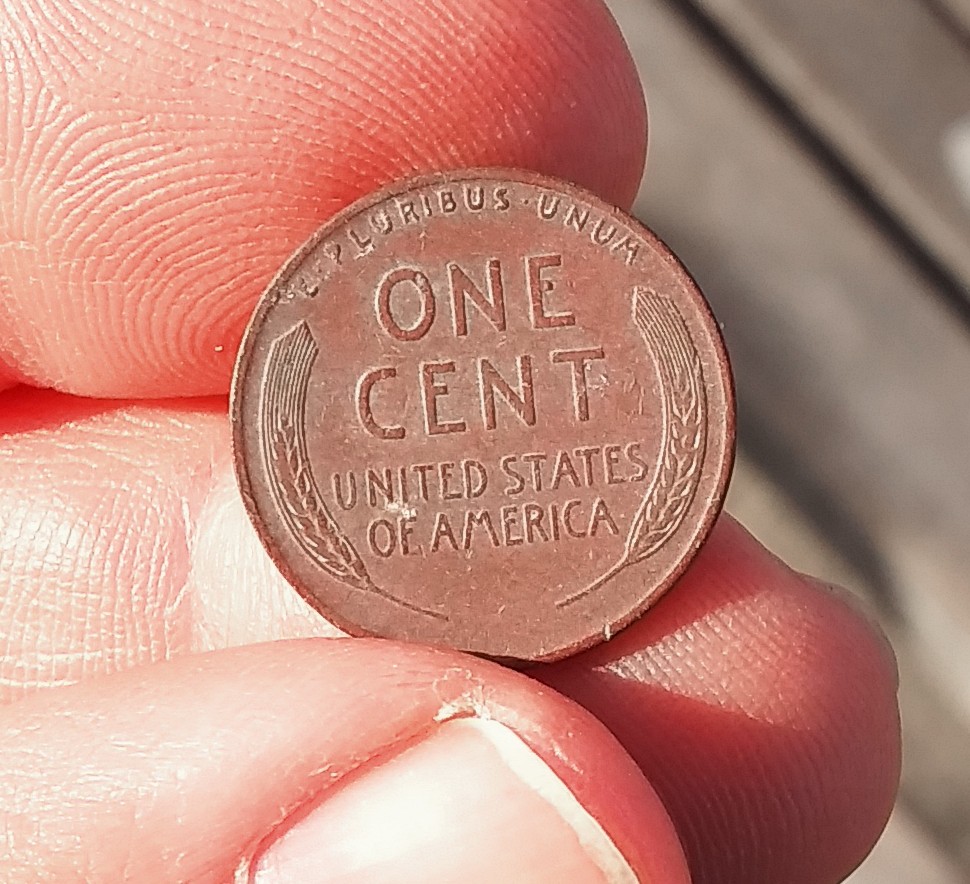 E·PLURIBUS·UNUM
ONE
CENT
UNITED STATES
OF AMERICA